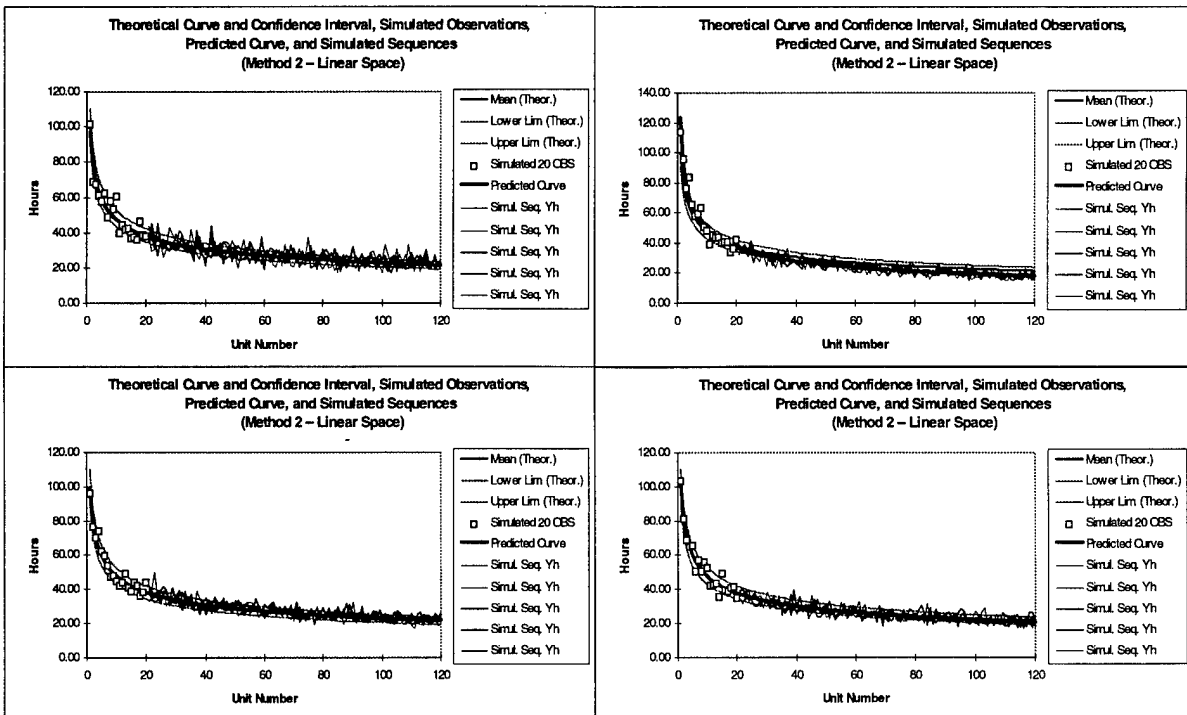 Theoretical Curve and Confidence Interval, Simulated Observations,
Predicted Curve, and Simulated Sequences
(Method 2 – Linear Space)
120.00
100.00
80.00
60.00
40.00
20.00
0.00
Hours
0 20 40 60 80 100 120
Unit Number
Mean (Theor.)
Lower Lim (Theor.)
Upper Lim (Theor.)
Simulated 20 OBS
Predicted Curve
Simul. Seq. Yh
Simul. Seq. Yh
Simul. Seq. Yh
Simul. Seq. Yh
Simul. Seq. Yh
Theoretical Curve and Confidence Interval, Simulated Observations,
Predicted Curve, and Simulated Sequences
(Method 2 – Linear Space)
140.00
120.00
100.00
80.00
60.00
40.00
20.00
0.00
Hours
0 20 40 60 80 100 120
Unit Number
Mean (Theor.)
Lower Lim (Theor.)
Upper Lim (Theor.)
Simulated 20 OBS
Predicted Curve
Simul. Seq. Yh
Simul. Seq. Yh
Simul. Seq. Yh
Simul. Seq. Yh
Simul. Seq. Yh
Theoretical Curve and Confidence Interval, Simulated Observations,
Predicted Curve, and Simulated Sequences
(Method 2 – Linear Space)
120.00
100.00
80.00
60.00
40.00
20.00
0.00
Hours
0 20 40 60 80 100 120
Unit Number
Mean (Theor.)
Lower Lim (Theor.)
Upper Lim (Theor.)
Simulated 20 OBS
Predicted Curve
Simul. Seq. Yh
Simul. Seq. Yh
Simul. Seq. Yh
Simul. Seq. Yh
Simul. Seq. Yh
Theoretical Curve and Confidence Interval, Simulated Observations,
Predicted Curve, and Simulated Sequences
(Method 2 – Linear Space)
120.00
100.00
80.00
60.00
40.00
20.00
0.00
Hours
0 20 40 60 80 100 120
Unit Number
Mean (Theor.)
Lower Lim (Theor.)
Upper Lim (Theor.)
Simulated 20 OBS
Predicted Curve
Simul. Seq. Yh
Simul. Seq. Yh
Simul. Seq. Yh
Simul. Seq. Yh
Simul. Seq. Yh